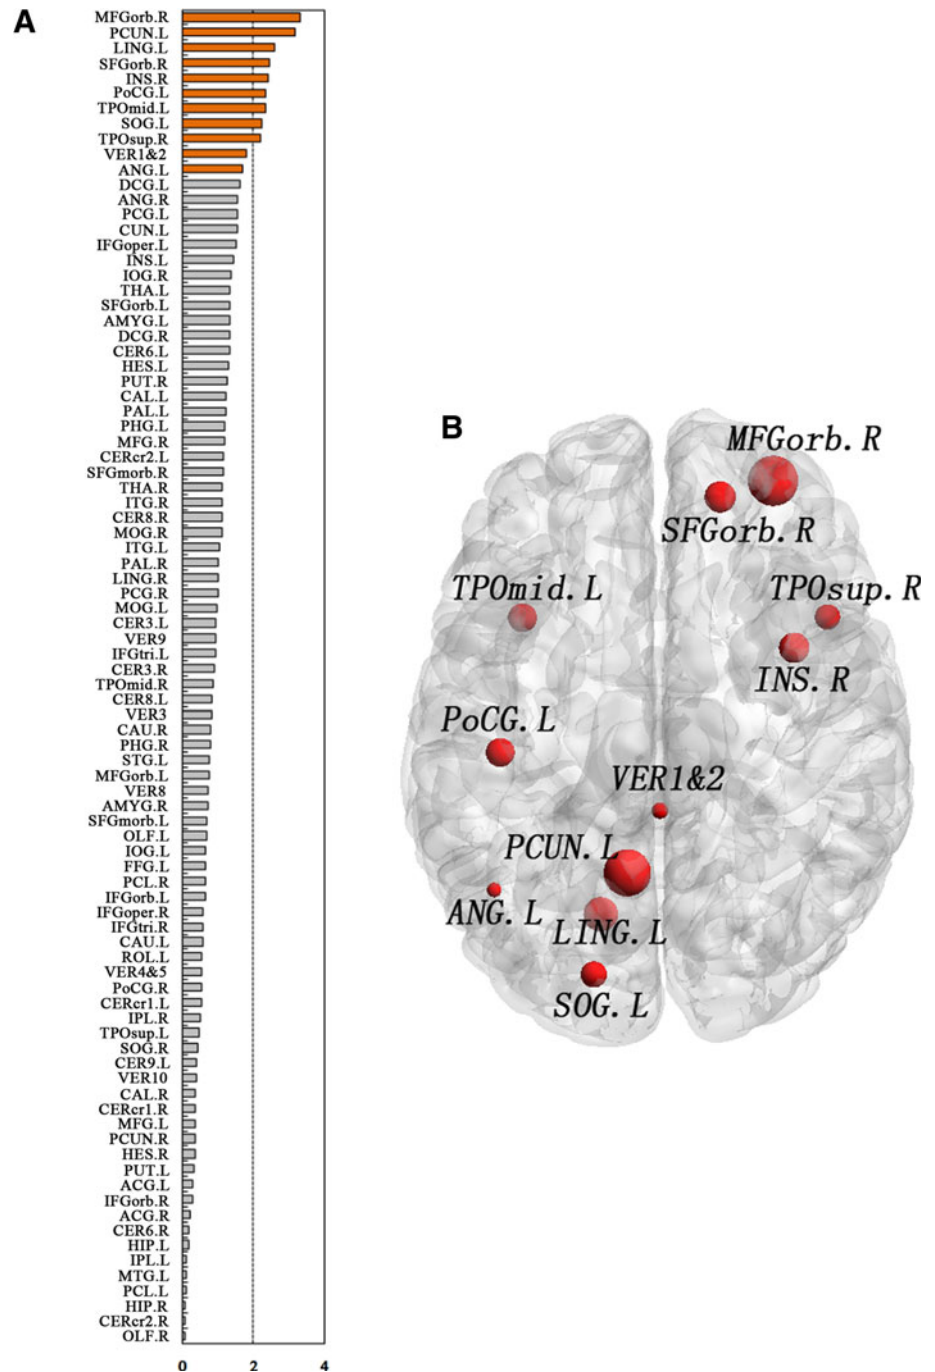 A
MFGorb.R
PCUN.L
LING.L
SFGorb.R
INS.R
PoCG.L
TPOmid.L
SOG.L
TPOsup.R
VER1&2
ANG.L
DCG.L
ANG.R
PCG.L
CUN.L
IFGoper.L
INS.L
IOG.R
THA.L
SFGorb.L
AMYG.L
DCG.R
CER6.L
HES.L
PUT.R
CAL.L
PAL.L
PHG.L
MFG.R
CERcr2.L
SFGmorb.R
THA.R
ITG.R
CER8.R
MOG.R
ITG.L
PAL.R
LING.R
PCG.R
MOG.L
CER3.L
VER9
IFGtri.L
CER3.R
TPOmid.R
CER8.L
VER3
CAU.R
PHG.R
STG.L
MFGorb.L
VER8
AMYG.R
SFGmorb.L
OLF.L
IOG.L
FFG.L
PCL.R
IFGorb.L
IFGoper.R
IFGtri.R
CAU.L
ROL.L
VER4&5
PoCG.R
CERcr1.L
IPL.R
TPOsup.L
SOG.R
CER9.L
VER10
CAL.R
CERcr1.R
MFG.L
PCUN.R
HES.R
PUT.L
ACG.L
IFGorb.R
ACG.R
CER6.R
HIP.L
IPL.L
MTG.L
PCL.L
HIP.R
CERcr2.R
OLF.R
0 2 4
B
MFGorb.R
SFGorb.R
TPOmid.L
TPOsup.R
INS.R
PoCG.L
VER1&2
PCUN.L
ANG.L
LING.L
SOG.L